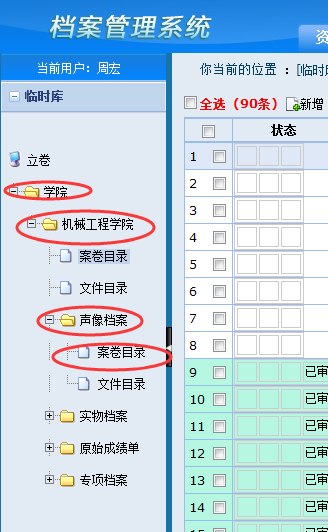 档案管理系统
资
当前用户：周宏
你当前的位置 ：[临时库
临时库
全选（90条） 新增
状态
立卷
学院
机械工程学院
案卷目录
文件目录
声像档案
案卷目录
文件目录
实物档案
原始成绩单
专项档案
1
2
3
4
5
6
7
8
9 已审
10 已审
11 已审
12 已审
13 已审
14 已审
15 已审